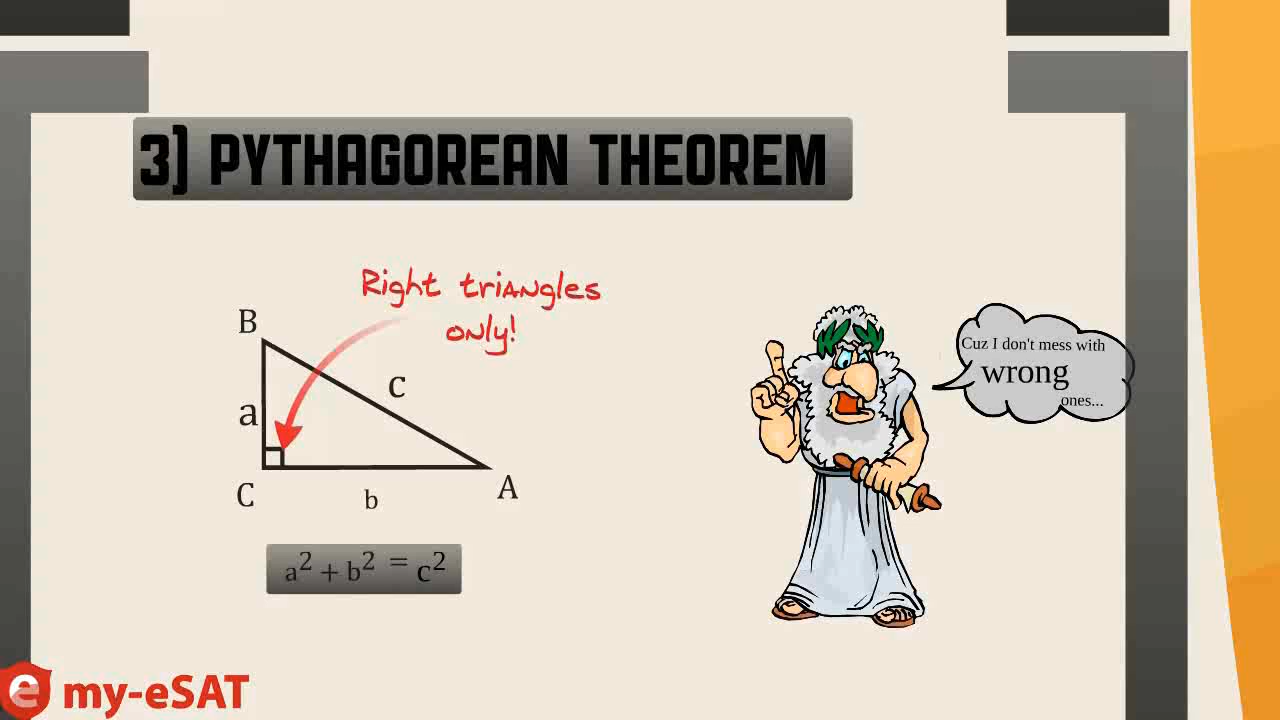 3) PYTHAGOREAN THEOREM
Right triangles
only!
B
c
a
C
b
A
a² + b² = c²
Cuz I don't mess with
wrong
ones...
e my-eSAT